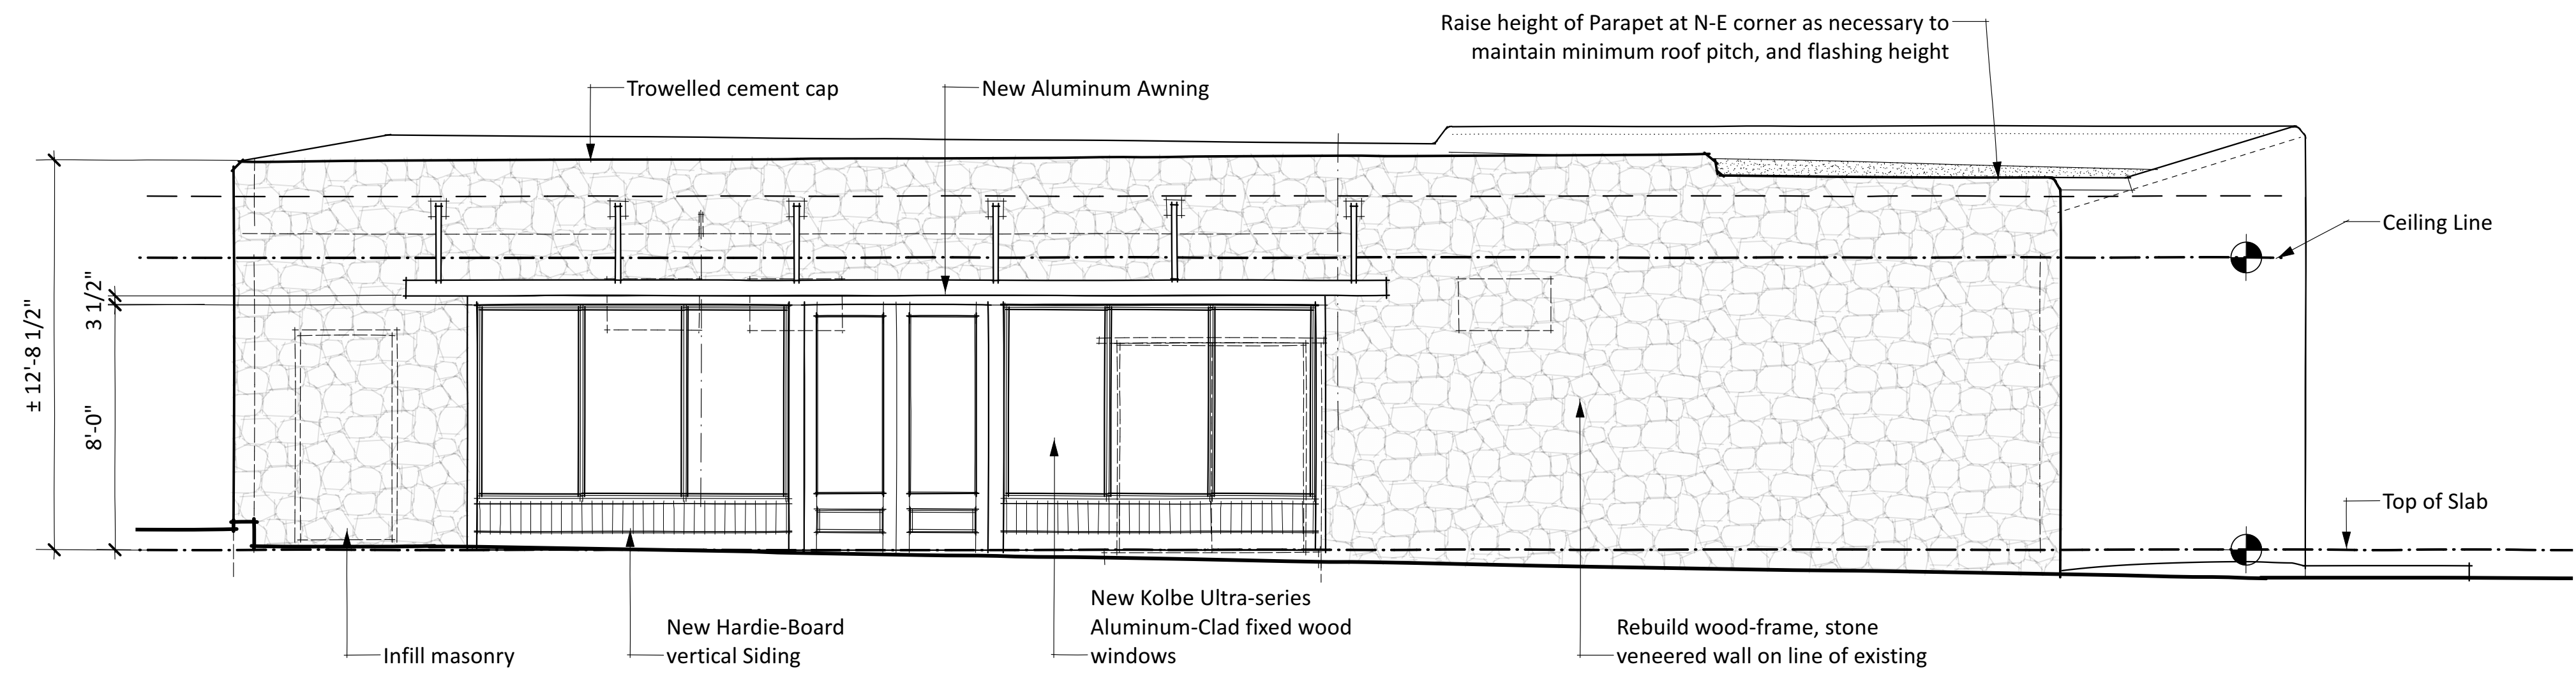 Raise height of Parapet at N-E corner as necessary to
maintain minimum roof pitch, and flashing height
Trowelled cement cap
New Aluminum Awning
Ceiling Line
± 12'-8 1/2"
3 1/2"
8'-0"
Top of Slab
Infill masonry
New Hardie-Board
vertical Siding
New Kolbe Ultra-series
Aluminum-Clad fixed wood
windows
Rebuild wood-frame, stone
veneered wall on line of existing